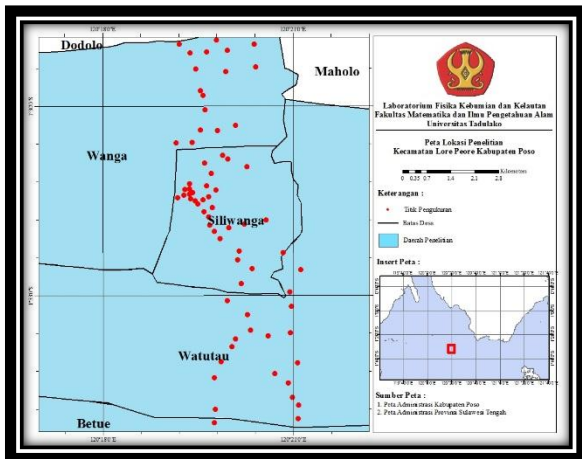 Dodolo
Maholo
Wanga
Siliwanga
Watutau
Betue
Laboratorium Fisika Kebumian dan Kelautan
Fakultas Matematika dan Ilmu Pengetahuan Alam
Universitas Tadulako
Peta Lokasi Penelitian
Kecamatan Lore Peore Kabupaten Poso
Kilometers
0 0.35 0.7 1.4 2.1 2.8
Keterangan :
Titik Pengukuran
Batas Desa
Daerah Penelitian
Insert Peta :
Sumber Peta :
1. Peta Administrasi Kabupaten Poso
2. Peta Administrasi Provinsi Sulawesi Tengah